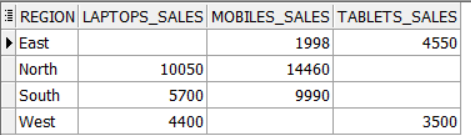 REGION LAPTOPS_SALES MOBILES_SALES TABLETS_SALES
East 1998 4550
North 10050 14460
South 5700 9990
West 4400 3500